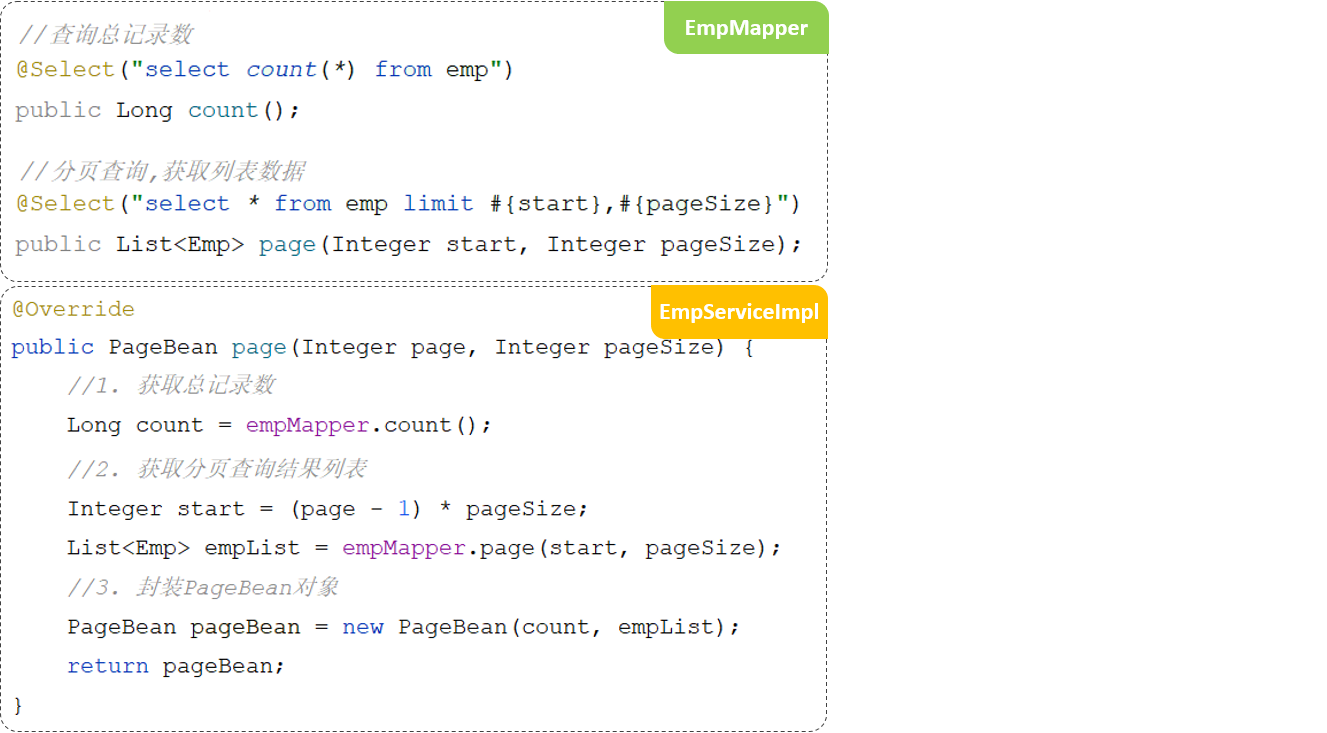 //查询总记录数
EmpMapper
@Select("select count(*) from emp")
public Long count();
//分页查询,获取列表数据
@Select("select * from emp limit #{start},#{pageSize}")
public List<Emp> page(Integer start, Integer pageSize);
@Override
EmpServiceImpl
public PageBean page(Integer page, Integer pageSize) {
//1. 获取总记录数
Long count = empMapper.count();
//2. 获取分页查询结果列表
Integer start = (page - 1) * pageSize;
List<Emp> empList = empMapper.page(start, pageSize);
//3. 封装PageBean对象
PageBean pageBean = new PageBean(count, empList);
return pageBean;
}